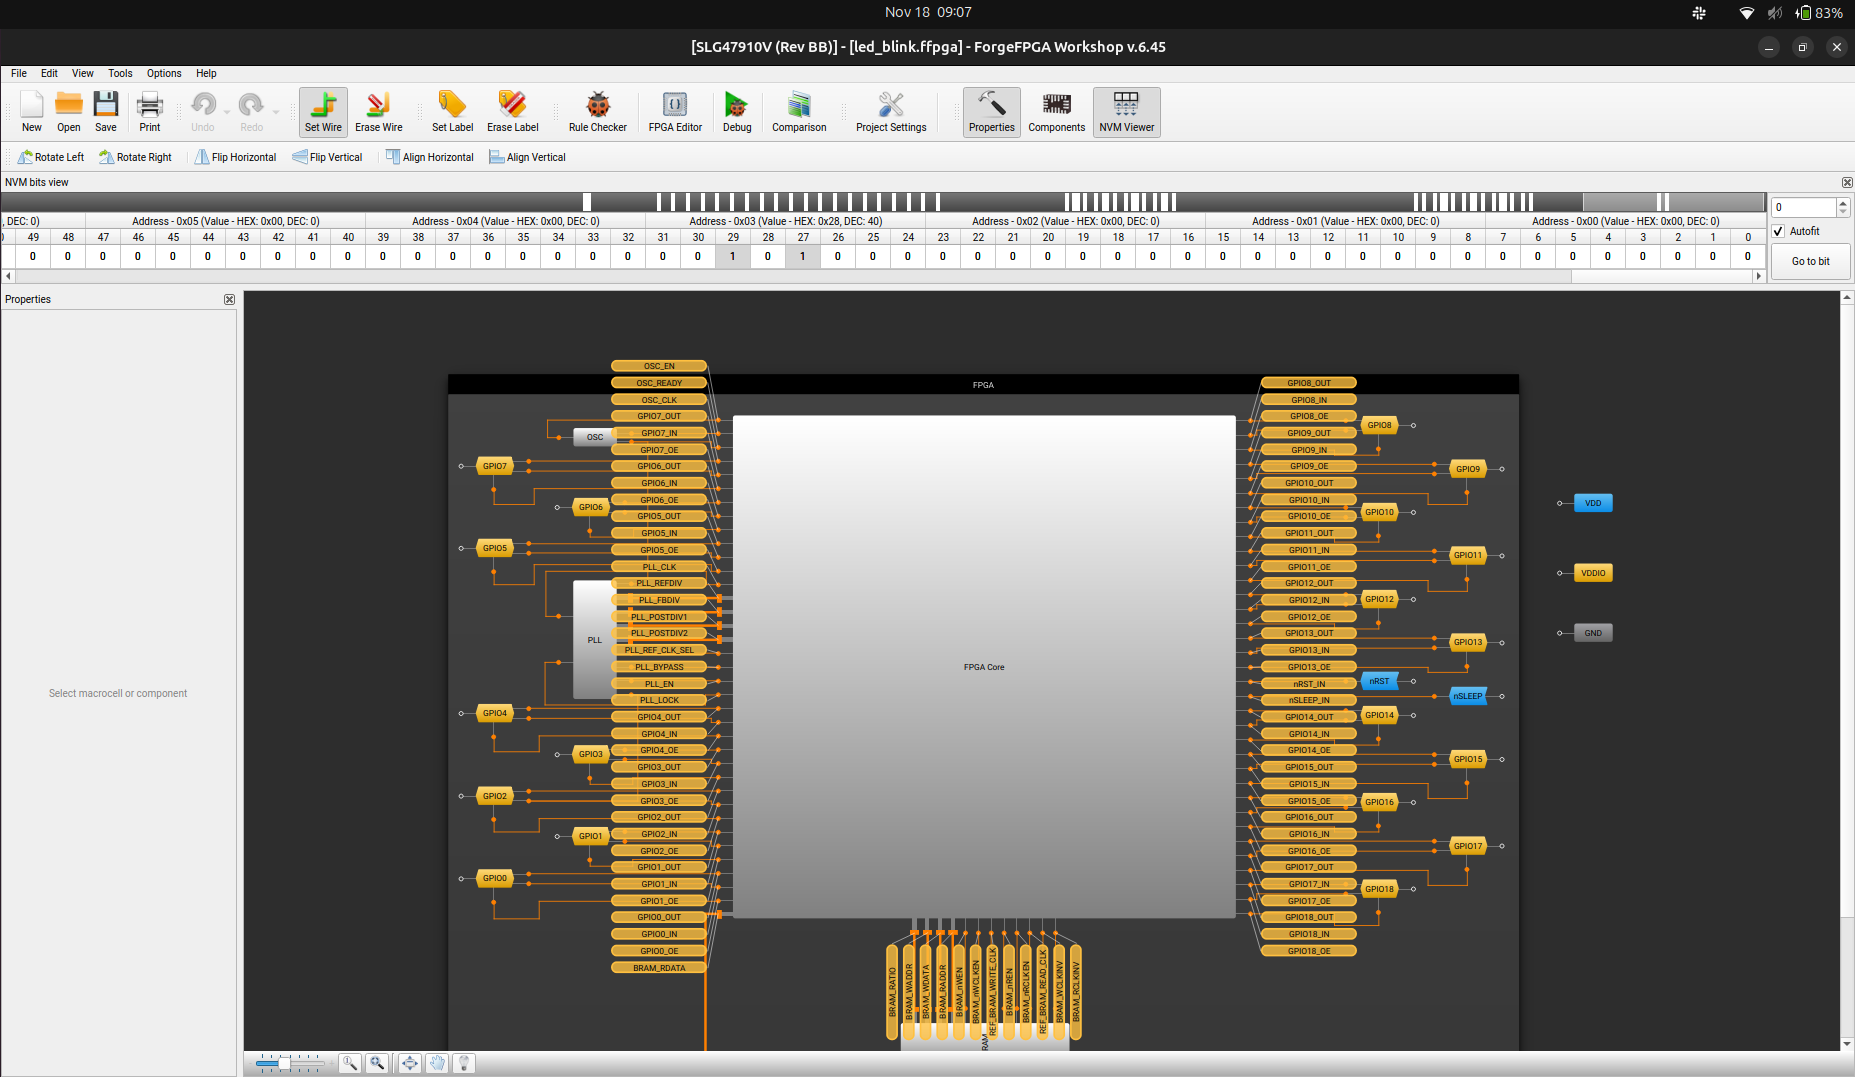 Nov 18 09:07
83%
[SLG47910V (Rev BB)] - [led_blink.ffpga] - ForgeFPGA Workshop v.6.45
File Edit View Tools Options Help
New Open Save Print Undo Redo Set Wire Erase Wire Set Label Erase Label Rule Checker FPGA Editor Debug Comparison Project Settings Properties Components NVM Viewer
Rotate Left Rotate Right Flip Horizontal Flip Vertical Align Horizontal Align Vertical
NVM bits view
, DEC: 0) Address - 0x05 (Value - HEX: 0x00, DEC: 0) Address - 0x04 (Value - HEX: 0x00, DEC: 0) Address - 0x03 (Value - HEX: 0x28, DEC: 40) Address - 0x02 (Value - HEX: 0x00, DEC: 0) Address - 0x01 (Value - HEX: 0x00, DEC: 0) Address - 0x00 (Value - HEX: 0x00, DEC: 0)
49 48 47 46 45 44 43 42 41 40 39 38 37 36 35 34 33 32 31 30 29 28 27 26 25 24 23 22 21 20 19 18 17 16 15 14 13 12 11 10 9 8 7 6 5 4 3 2 1 0
0 0 0 0 0 0 0 0 0 0 0 0 0 0 0 0 0 0 0 0 1 0 1 0 0 0 0 0 0 0 0 0 0 0 0 0 0 0 0 0 0 0 0 0 0 0 0 0 0 0
0
Autofit
Go to bit
Properties
Select macrocell or component
FPGA
FPGA Core
OSC_EN
OSC_READY
OSC_CLK
GPIO7_OUT
GPIO7_IN
GPIO7_OE
GPIO6_OUT
GPIO6_IN
GPIO6_OE
GPIO5_OUT
GPIO5_IN
GPIO5_OE
PLL_CLK
PLL_REFDIV
PLL_FBDIV
PLL_POSTDIV1
PLL_POSTDIV2
PLL_REF_CLK_SEL
PLL_BYPASS
PLL_EN
PLL_LOCK
GPIO4_OUT
GPIO4_IN
GPIO4_OE
GPIO3_OUT
GPIO3_IN
GPIO3_OE
GPIO2_OUT
GPIO2_IN
GPIO2_OE
GPIO1_OUT
GPIO1_IN
GPIO1_OE
GPIO0_OUT
GPIO0_IN
GPIO0_OE
BRAM_RDATA
OSC
GPIO7
GPIO6
GPIO5
PLL
GPIO4
GPIO3
GPIO2
GPIO1
GPIO0
GPIO8_OUT
GPIO8_IN
GPIO8_OE
GPIO9_OUT
GPIO9_IN
GPIO9_OE
GPIO10_OUT
GPIO10_IN
GPIO10_OE
GPIO11_OUT
GPIO11_IN
GPIO11_OE
GPIO12_OUT
GPIO12_IN
GPIO12_OE
GPIO13_OUT
GPIO13_IN
GPIO13_OE
nRST_IN
nSLEEP_IN
GPIO14_OUT
GPIO14_IN
GPIO14_OE
GPIO15_OUT
GPIO15_IN
GPIO15_OE
GPIO16_OUT
GPIO16_IN
GPIO16_OE
GPIO17_OUT
GPIO17_IN
GPIO17_OE
GPIO18_OUT
GPIO18_IN
GPIO18_OE
GPIO8
GPIO9
GPIO10
GPIO11
GPIO12
GPIO13
nRST
nSLEEP
GPIO14
GPIO15
GPIO16
GPIO17
GPIO18
VDD
VDDIO
GND
BRAM_RATIO
BRAM_WADDR
BRAM_WDATA
BRAM_RADDR
BRAM_nWEN
BRAM_nWCLKEN
REF_BRAM_WRITE_CLK
BRAM_nREN
BRAM_nRCLKEN
REF_BRAM_READ_CLK
BRAM_WCLKINV
BRAM_RCLKINV
RAM